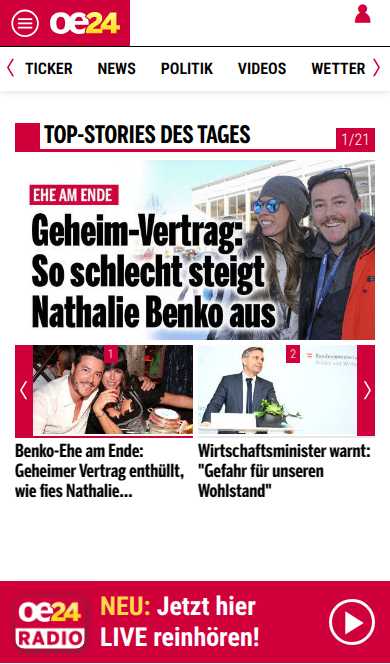 oe24
TICKER NEWS POLITIK VIDEOS WETTER
TOP-STORIES DES TAGES
1/21
EHE AM ENDE
Geheim-Vertrag:
So schlecht steigt
Nathalie Benko aus
1
2
Benko-Ehe am Ende:
Geheimer Vertrag enthüllt,
wie fies Nathalie...
Wirtschaftsminister warnt:
"Gefahr für unseren
Wohlstand"
oe24
RADIO
NEU: Jetzt hier
LIVE reinhören!